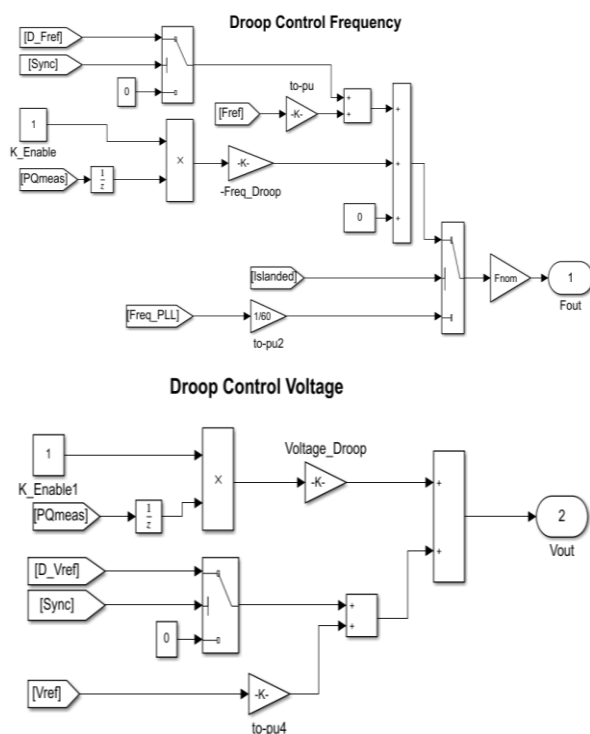 Droop Control Frequency
[D_Fref]
[Sync]
0
to-pu
[Fref]
-K-
+
+
+
1
K_Enable
X
-K-
-Freq_Droop
+
[PQmeas]
1
z
0
+
[Islanded]
Fnom
1
Fout
[Freq_PLL]
1/60
to-pu2
Droop Control Voltage
1
K_Enable1
X
Voltage_Droop
-K-
+
[PQmeas]
1
z
2
Vout
+
[D_Vref]
[Sync]
0
+
+
[Vref]
-K-
to-pu4